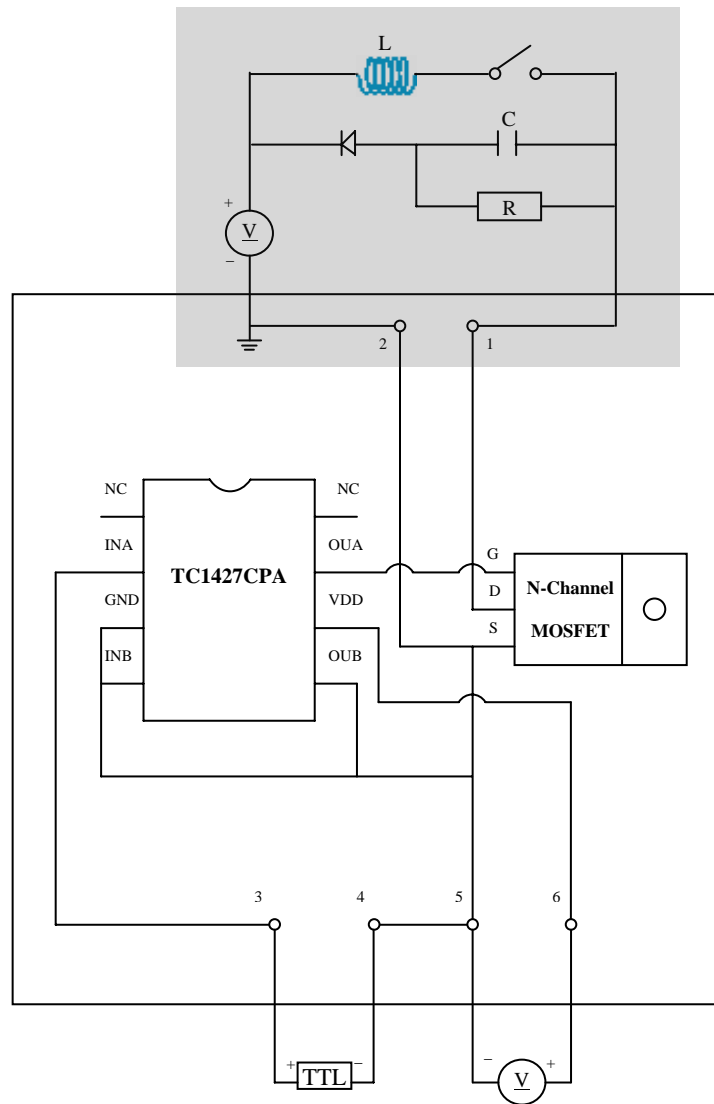 L
C
R
+
V
−
2
1
NC
NC
INA
OUA
TC1427CPA
GND
VDD
INB
OUB
G
D
S
N-Channel
MOSFET
3
4
5
6
+
TTL
−
−
V
+